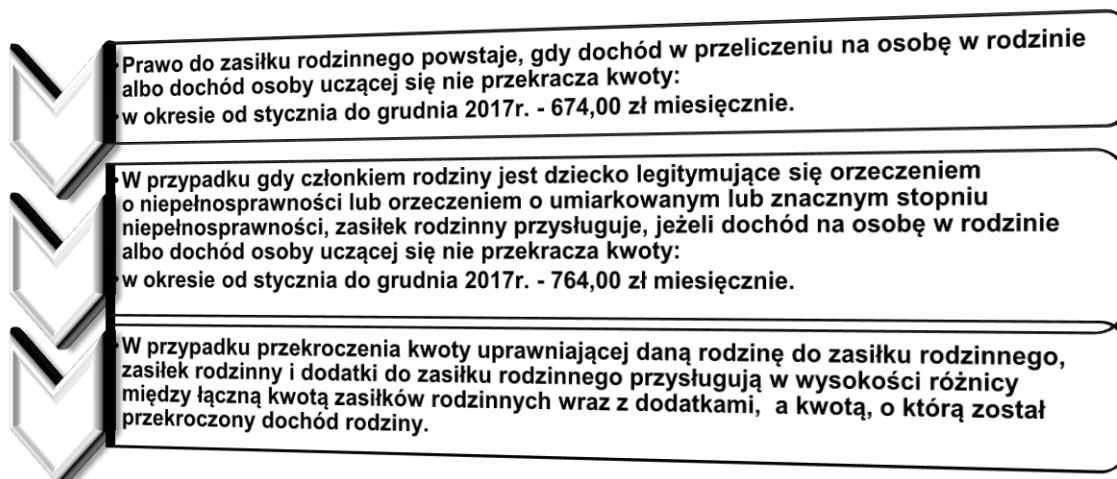 • Prawo do zasiłku rodzinnego powstaje, gdy dochód w przeliczeniu na osobę w rodzinie
albo dochód osoby uczącej się nie przekracza kwoty:
• w okresie od stycznia do grudnia 2017r. - 674,00 zł miesięcznie.
• W przypadku gdy członkiem rodziny jest dziecko legitymujące się orzeczeniem
o niepełnosprawności lub orzeczeniem o umiarkowanym lub znacznym stopniu
niepełnosprawności, zasiłek rodzinny przysługuje, jeżeli dochód na osobę w rodzinie
albo dochód osoby uczącej się nie przekracza kwoty:
• w okresie od stycznia do grudnia 2017r. - 764,00 zł miesięcznie.
• W przypadku przekroczenia kwoty uprawniającej daną rodzinę do zasiłku rodzinnego,
zasiłek rodzinny i dodatki do zasiłku rodzinnego przysługują w wysokości różnicy
między łączną kwotą zasiłków rodzinnych wraz z dodatkami, a kwotą, o którą został
przekroczony dochód rodziny.